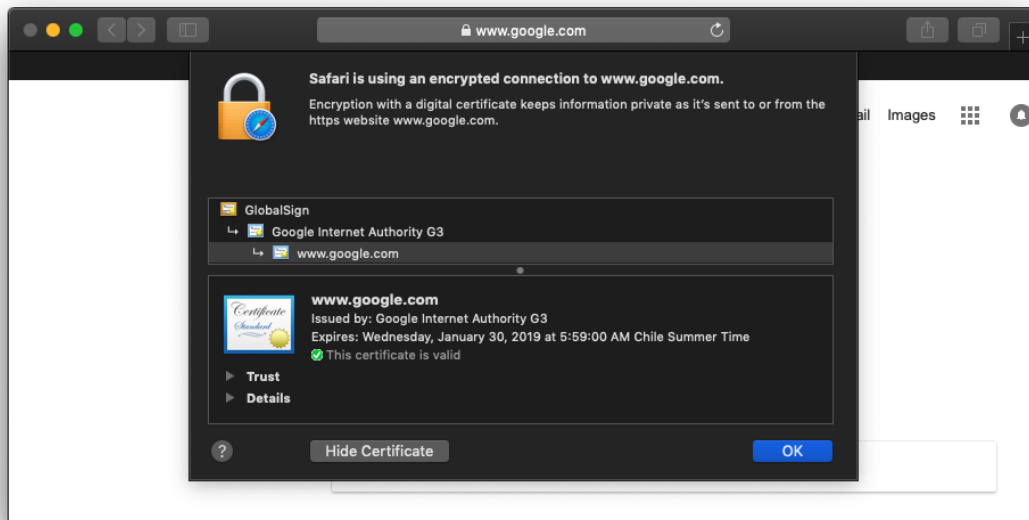 www.google.com
Safari is using an encrypted connection to www.google.com.
Encryption with a digital certificate keeps information private as it's sent to or from the
https website www.google.com.
ail Images
GlobalSign
Google Internet Authority G3
www.google.com
Certificate
Standard
www.google.com
Issued by: Google Internet Authority G3
Expires: Wednesday, January 30, 2019 at 5:59:00 AM Chile Summer Time
This certificate is valid
Trust
Details
?
Hide Certificate
OK